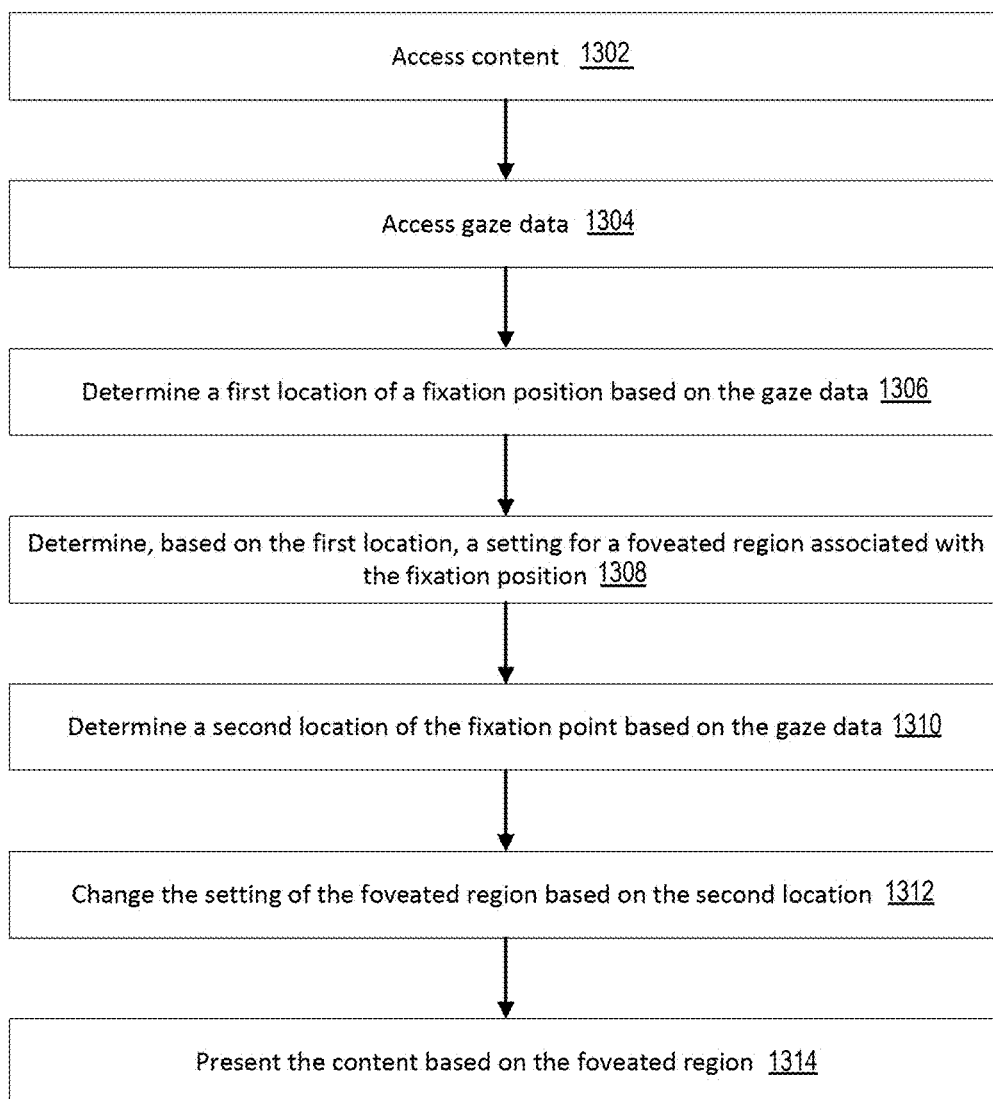 Access content 1302
Access gaze data 1304
Determine a first location of a fixation position based on the gaze data 1306
Determine, based on the first location, a setting for a foveated region associated with
the fixation position 1308
Determine a second location of the fixation point based on the gaze data 1310
Change the setting of the foveated region based on the second location 1312
Present the content based on the foveated region 1314